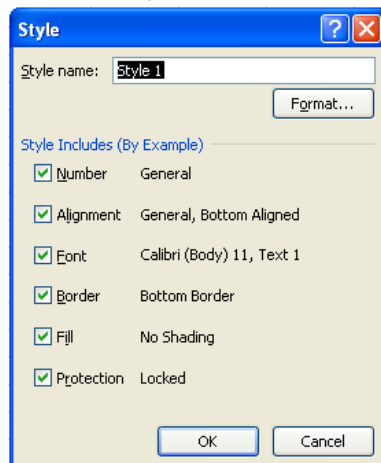 Style
Style name: Style 1
Format...
Style Includes (By Example)
Number General
Alignment General, Bottom Aligned
Font Calibri (Body) 11, Text 1
Border Bottom Border
Fill No Shading
Protection Locked
OK Cancel